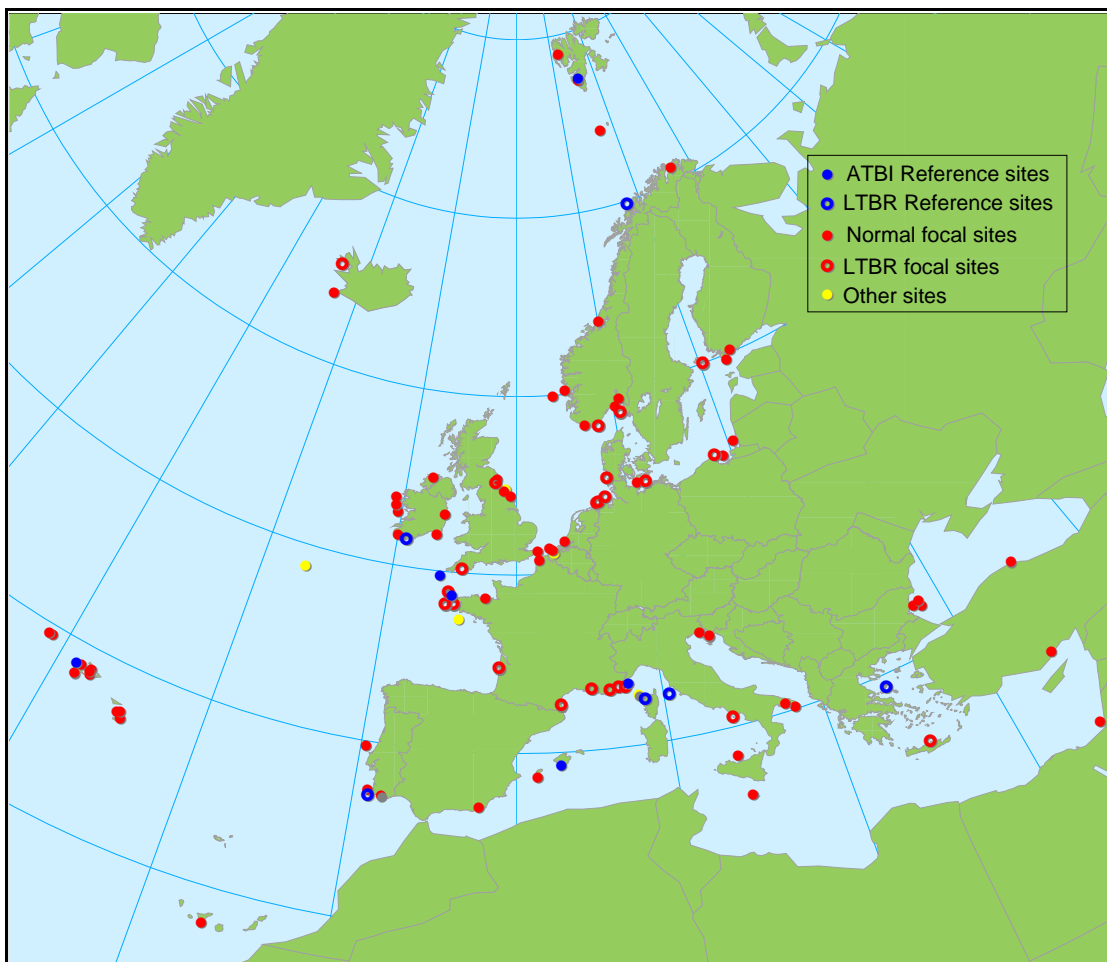 ATBI Reference sites
LTBR Reference sites
Normal focal sites
LTBR focal sites
Other sites